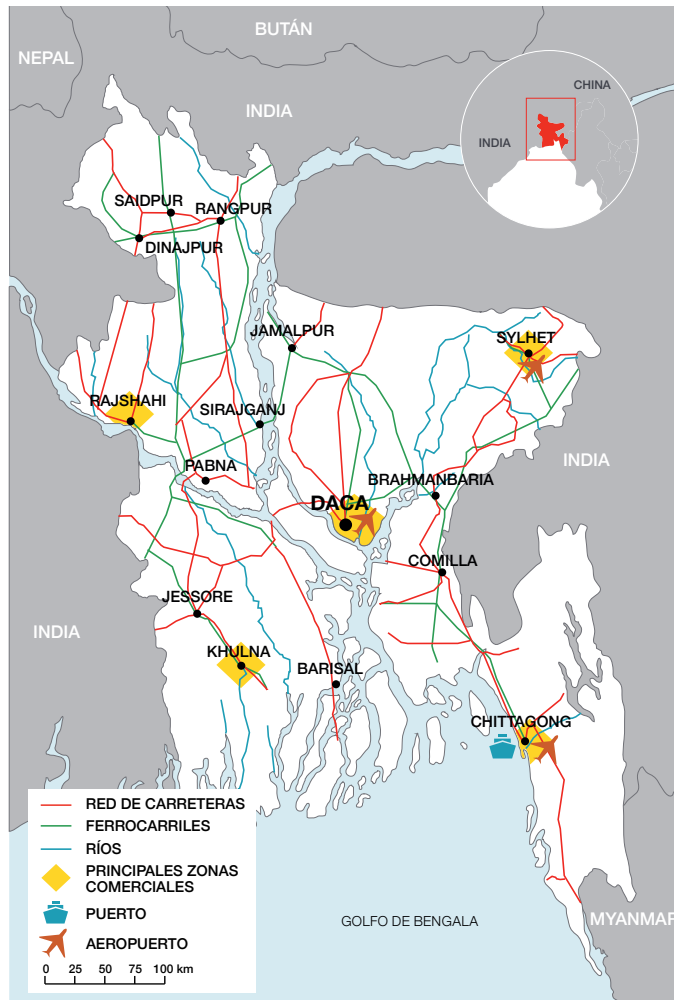 BUTÁN
NEPAL
CHINA
INDIA
INDIA
SAIDPUR
RANGPUR
DINAJPUR
JAMALPUR
SYLHET
RAJSHAHI
SIRAJGANJ
INDIA
PABNA
BRAHMANBARIA
DACA
COMILLA
JESSORE
INDIA
KHULNA
BARISAL
CHITTAGONG
RED DE CARRETERAS
FERROCARRILES
RÍOS
PRINCIPALES ZONAS
COMERCIALES
PUERTO
AEROPUERTO
0 25 50 75 100 km
GOLFO DE BENGALA
MYANMAR